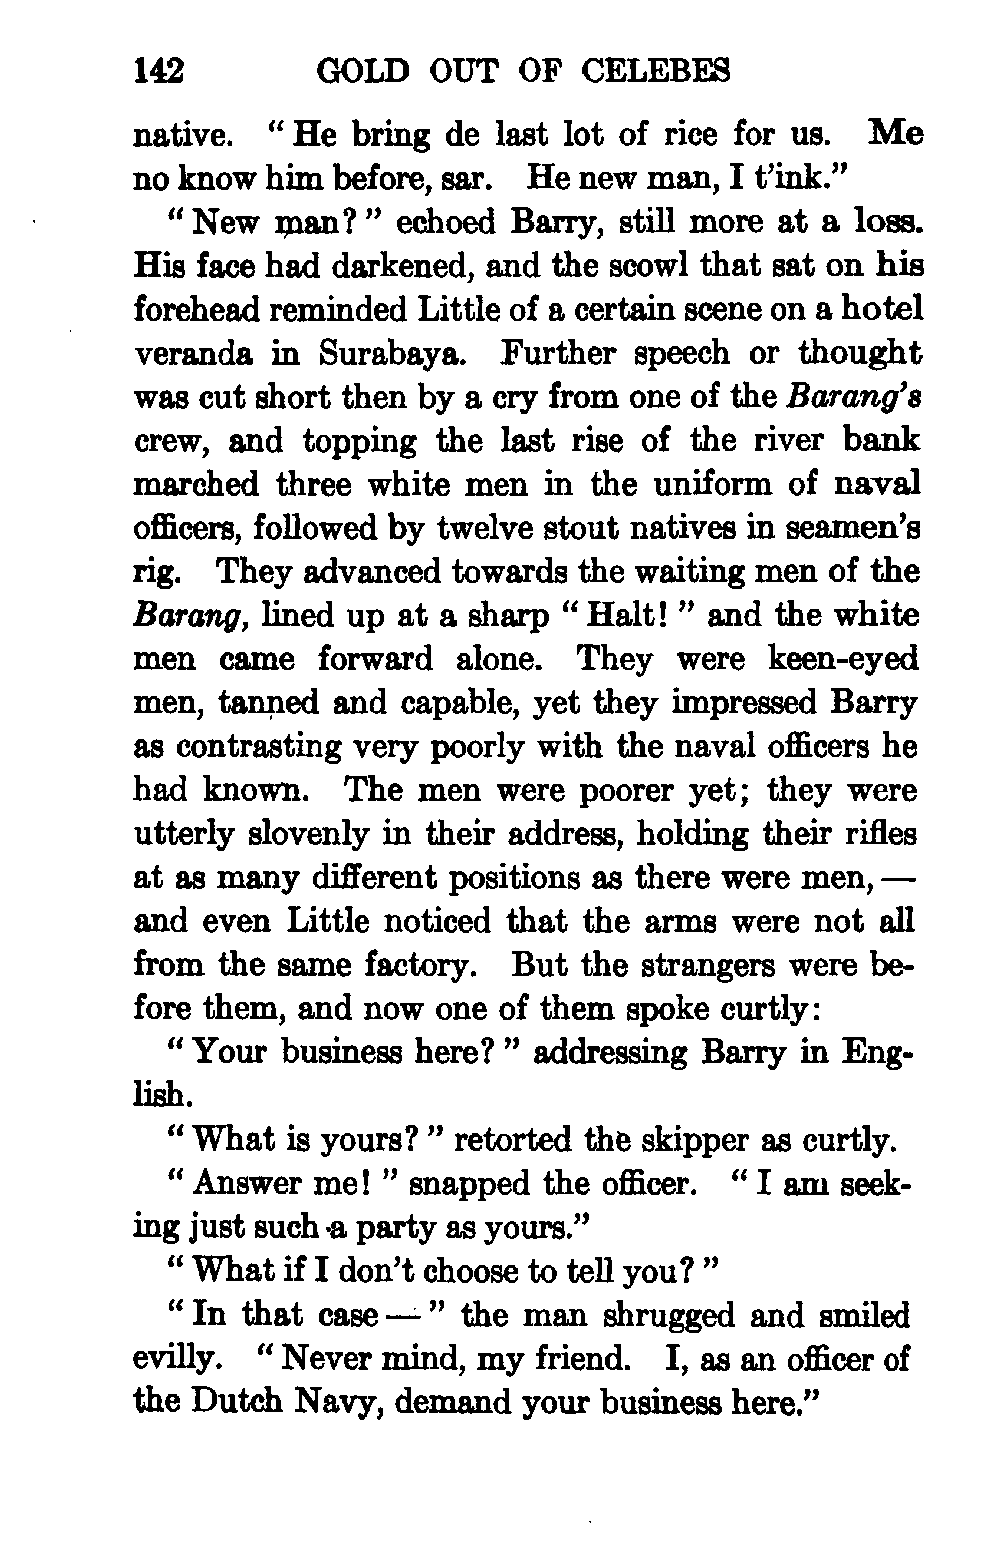 142 GOLD OUT OF CELEBES
native. “ He bring de last lot of rice for us. Me
no know him before, sar. He new man, I t’ink.”
“ New man? ” echoed Barry, still more at a loss.
His face had darkened, and the scowl that sat on his
forehead reminded Little of a certain scene on a hotel
veranda in Surabaya. Further speech or thought
was cut short then by a cry from one of the Barang’s
crew, and topping the last rise of the river bank
marched three white men in the uniform of naval
officers, followed by twelve stout natives in seamen’s
rig. They advanced towards the waiting men of the
Barang, lined up at a sharp “ Halt! ” and the white
men came forward alone. They were keen-eyed
men, tanned and capable, yet they impressed Barry
as contrasting very poorly with the naval officers he
had known. The men were poorer yet; they were
utterly slovenly in their address, holding their rifles
at as many different positions as there were men, —
and even Little noticed that the arms were not all
from the same factory. But the strangers were be-
fore them, and now one of them spoke curtly:
“ Your business here? ” addressing Barry in Eng-
lish.
“ What is yours? ” retorted the skipper as curtly.
“ Answer me! ” snapped the officer. “ I am seek-
ing just such a party as yours.”
“ What if I don’t choose to tell you? ”
“ In that case — ” the man shrugged and smiled
evilly. “ Never mind, my friend. I, as an officer of
the Dutch Navy, demand your business here.”